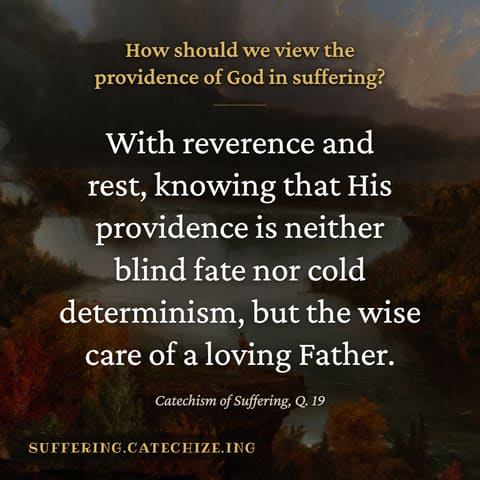 How should we view the
providence of God in suffering?
With reverence and
rest, knowing that His
providence is neither
blind fate nor cold
determinism, but the wise
care of a loving Father.
Catechism of Suffering, Q. 19
SUFFERING.CATECHIZE.ING